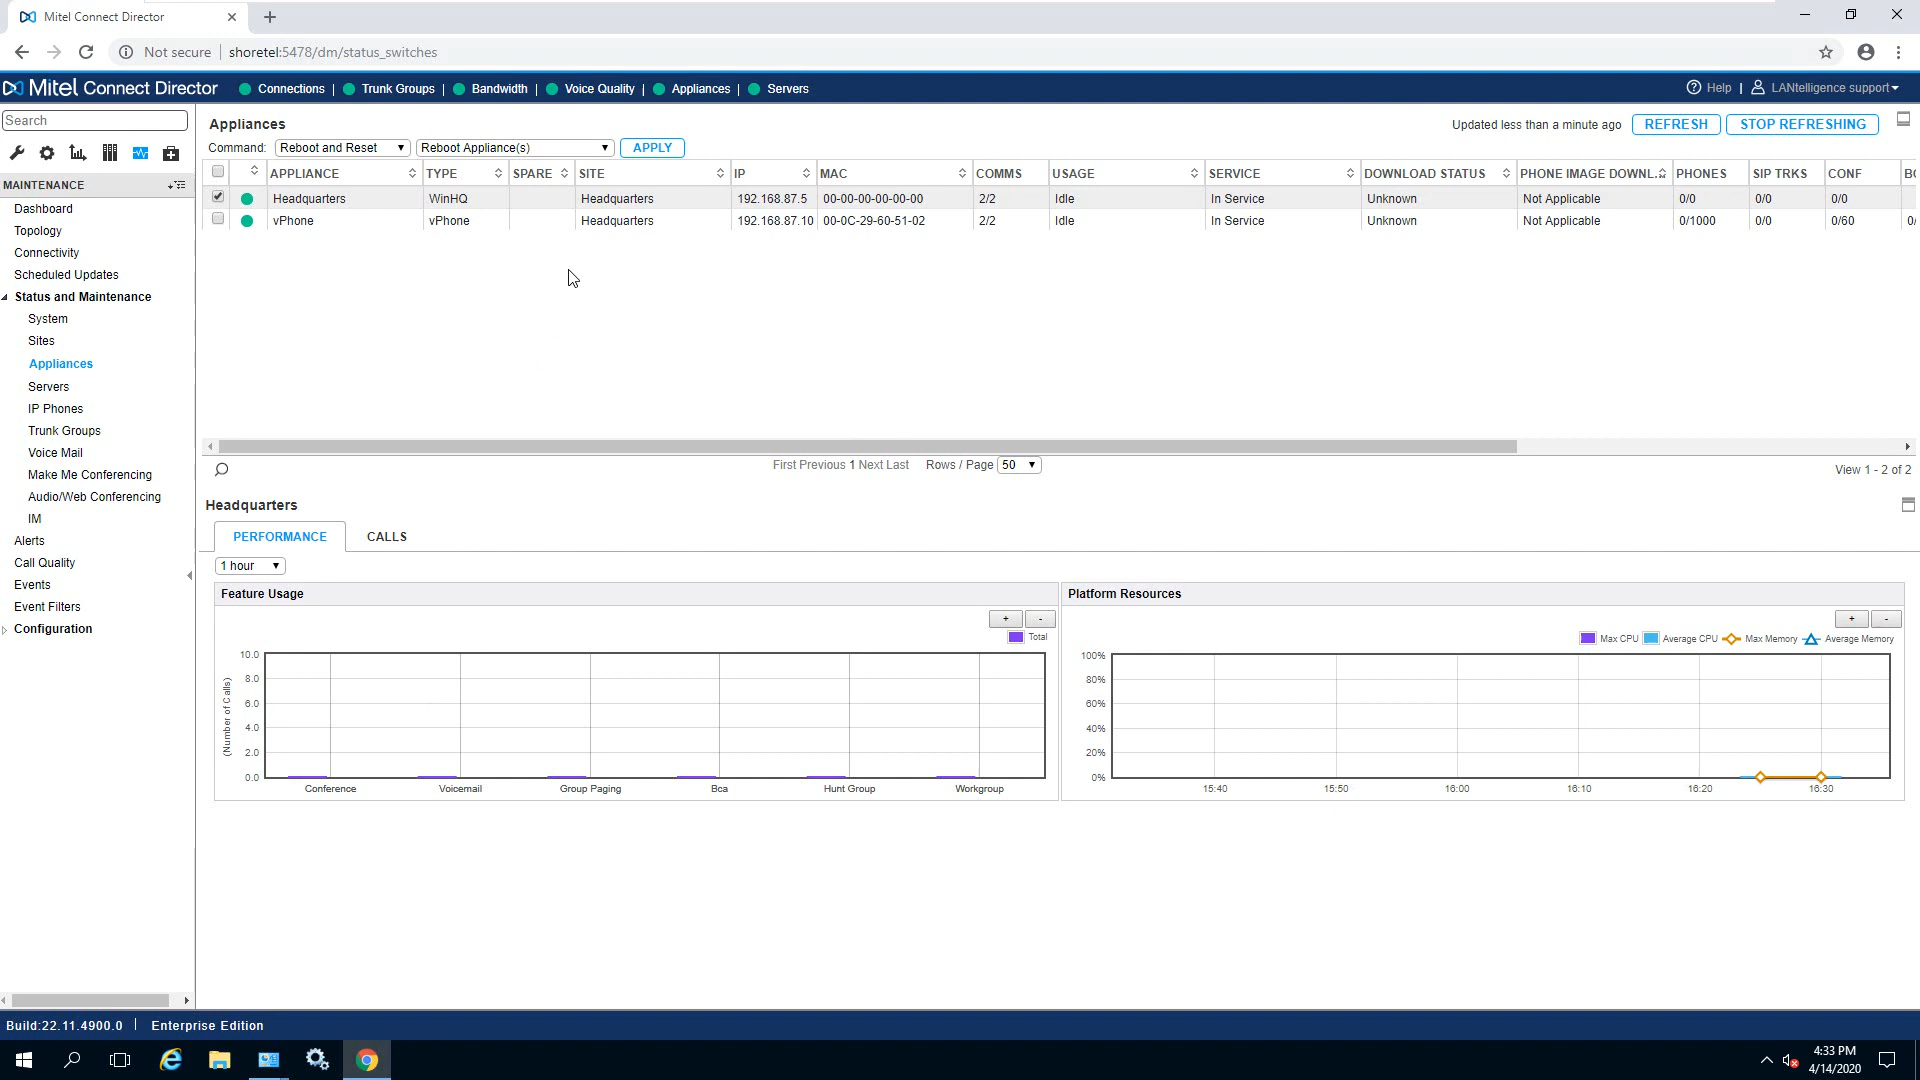 Mitel Connect Director
Not secure shoretel:5478/dm/status_switches
Mitel Connect Director Connections | Trunk Groups | Bandwidth | Voice Quality | Appliances | Servers Help | LANtelligence support
Search
MAINTENANCE
Dashboard
Topology
Connectivity
Scheduled Updates
Status and Maintenance
System
Sites
Appliances
Servers
IP Phones
Trunk Groups
Voice Mail
Make Me Conferencing
Audio/Web Conferencing
IM
Alerts
Call Quality
Events
Event Filters
Configuration
Appliances
Updated less than a minute ago REFRESH STOP REFRESHING
Command: Reboot and Reset Reboot Appliance(s) APPLY
APPLIANCE TYPE SPARE SITE IP MAC COMMS USAGE SERVICE DOWNLOAD STATUS PHONE IMAGE DOWNL... PHONES SIP TRKS CONF
Headquarters WinHQ Headquarters 192.168.87.5 00-00-00-00-00-00 2/2 Idle In Service Unknown Not Applicable 0/0 0/0 0/0
vPhone vPhone Headquarters 192.168.87.10 00-0C-29-60-51-02 2/2 Idle In Service Unknown Not Applicable 0/1000 0/0 0/60
First Previous 1 Next Last Rows / Page 50
View 1 - 2 of 2
Headquarters
PERFORMANCE CALLS
1 hour
Feature Usage
+ -
Total
(Number of Calls)
10.0
8.0
6.0
4.0
2.0
0.0
Conference Voicemail Group Paging Bca Hunt Group Workgroup
Platform Resources
+ -
Max CPU Average CPU Max Memory Average Memory
100%
80%
60%
40%
20%
0%
15:40 15:50 16:00 16:10 16:20 16:30
Build:22.11.4900.0 | Enterprise Edition
4:33 PM
4/14/2020